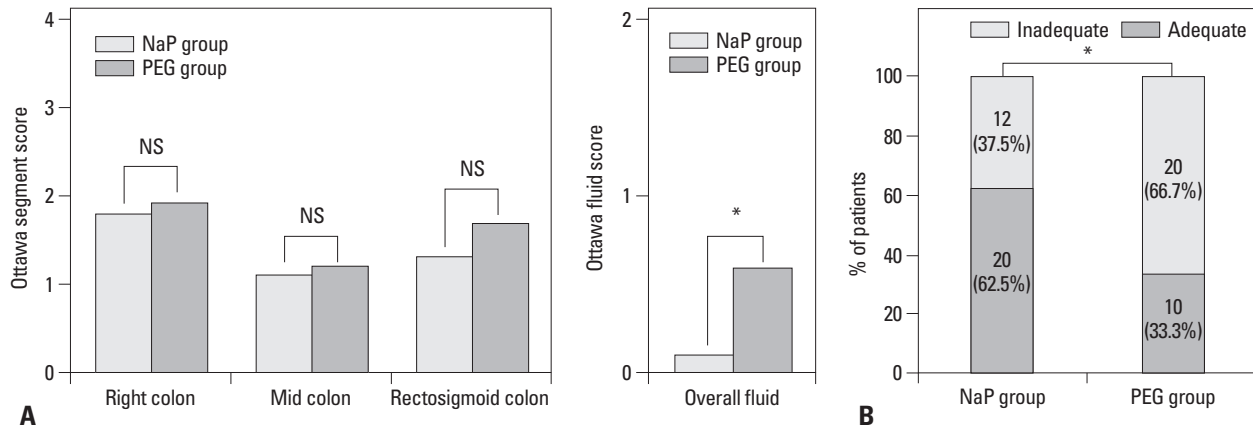 4
3
2
1
0
Ottawa segment score
NaP group
PEG group
NS
NS
NS
Right colon
Mid colon
Rectosigmoid colon
A
2
1
0
Ottawa fluid score
NaP group
PEG group
*
Overall fluid
Inadequate
Adequate
*
100
80
60
40
20
0
% of patients
12
(37.5%)
20
(62.5%)
20
(66.7%)
10
(33.3%)
NaP group
PEG group
B